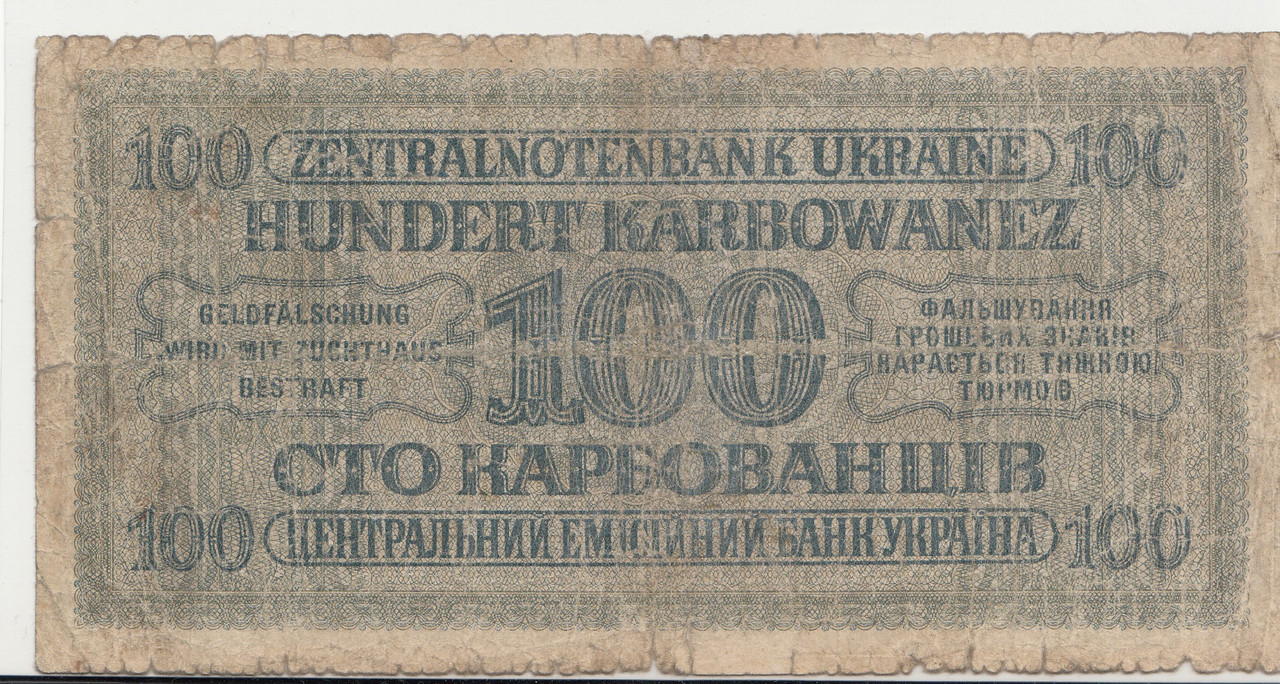 100 ZENTRALNOTENBANK UKRAINE 100
HUNDERT KARBOWANEZ
GELDFÄLSCHUNG
WIRD MIT ZUCHTHAUS
BESTRAFT
100
ФАЛЬШУВАННЯ
ГРОШЕВИХ ЗНАКІВ
КАРАЄТЬСЯ ТЯЖКОЮ
ТЮРМОЮ
СТО КАРБОВАНЦІВ
100 ЦЕНТРАЛЬНИЙ ЕМІСІЙНИЙ БАНК УКРАЇНА 100